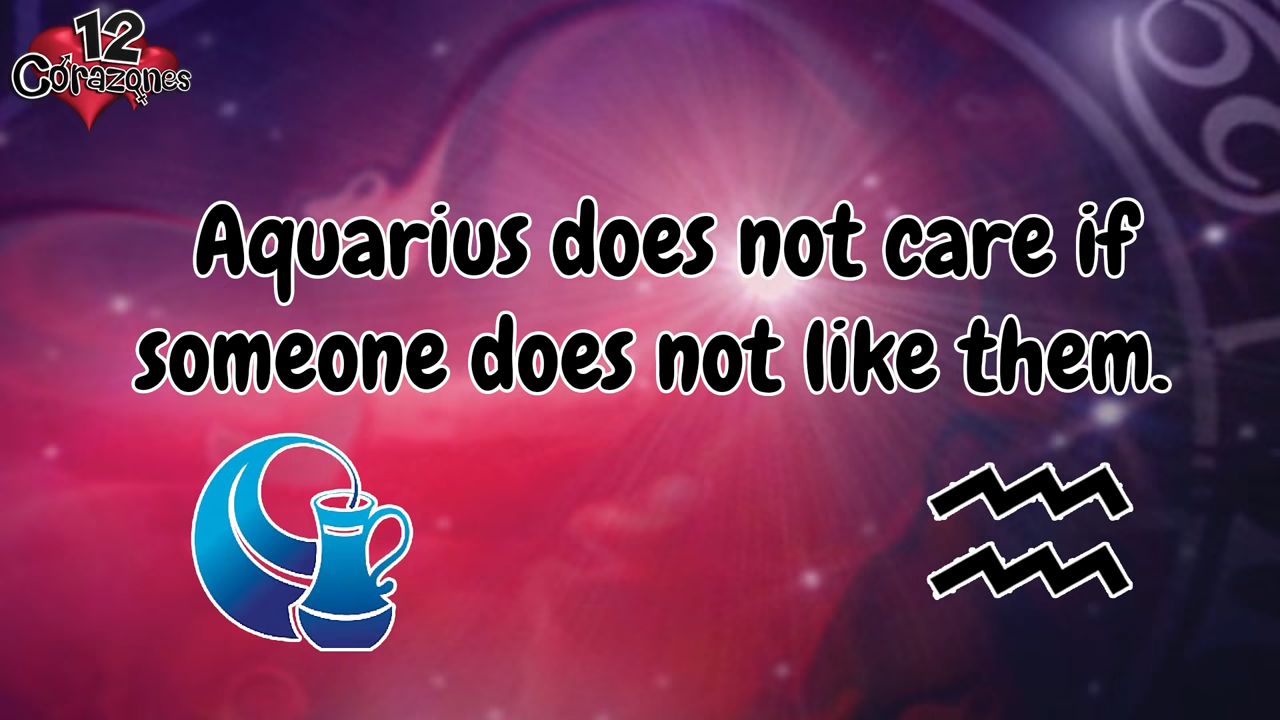 12
Corazones
Aquarius does not care if
someone does not like them.